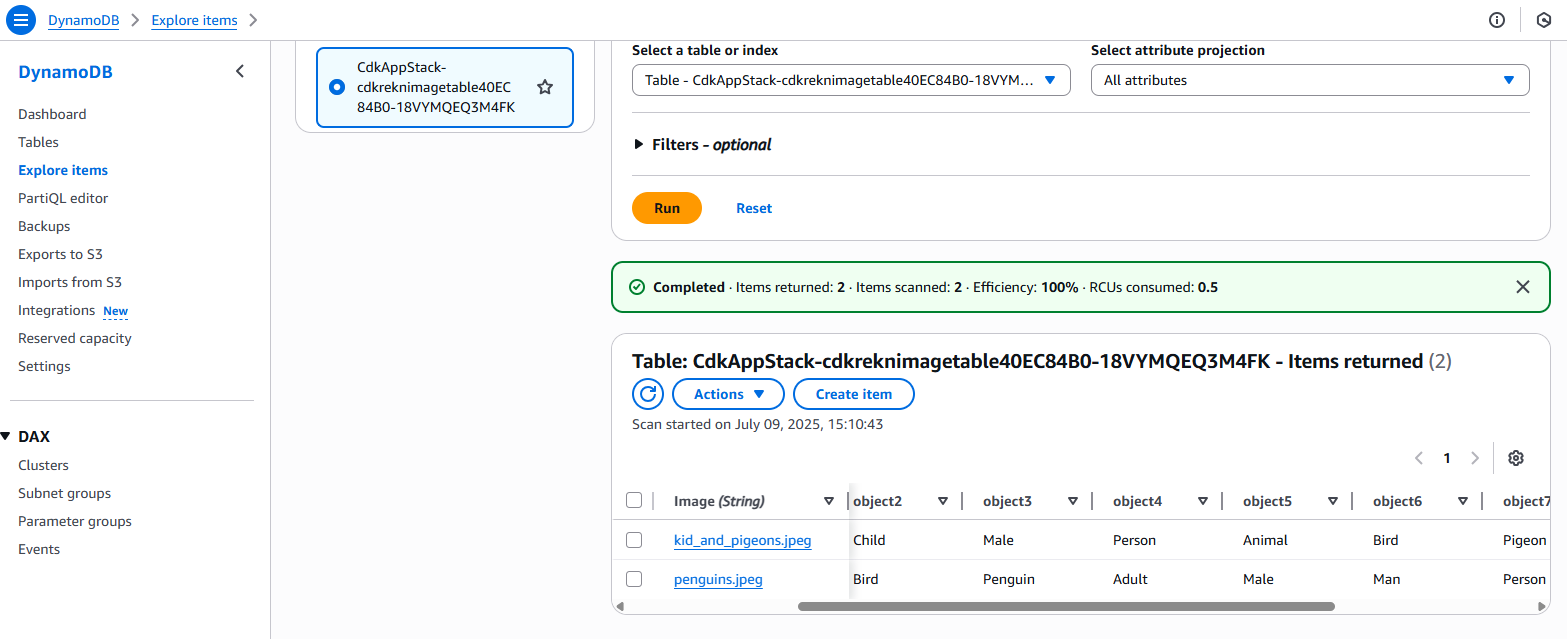 DynamoDB
Explore items
DynamoDB
Dashboard
Tables
Explore items
PartiQL editor
Backups
Exports to S3
Imports from S3
Integrations New
Reserved capacity
Settings
DAX
Clusters
Subnet groups
Parameter groups
Events
CdkAppStack-
cdkreknimagetable40EC
84B0-18VYMQEQ3M4FK
Select a table or index
Table - CdkAppStack-cdkreknimagetable40EC84B0-18VYM...
Select attribute projection
All attributes
Filters - optional
Run Reset
Completed · Items returned: 2 · Items scanned: 2 · Efficiency: 100% · RCUs consumed: 0.5
Table: CdkAppStack-cdkreknimagetable40EC84B0-18VYMQEQ3M4FK - Items returned (2)
Actions Create item
Scan started on July 09, 2025, 15:10:43
1
Image (String) object2 object3 object4 object5 object6 object7
kid_and_pigeons.jpeg Child Male Person Animal Bird Pigeon
penguins.jpeg Bird Penguin Adult Male Man Person